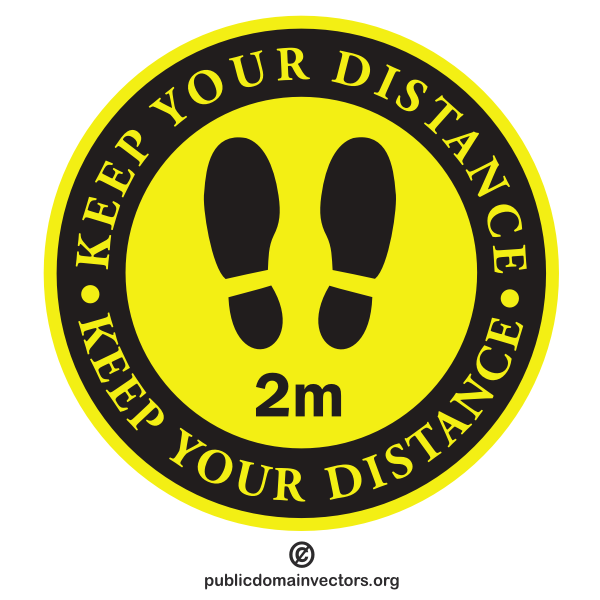 KEEP YOUR DISTANCE
2m
• KEEP YOUR DISTANCE •
publicdomainvectors.org